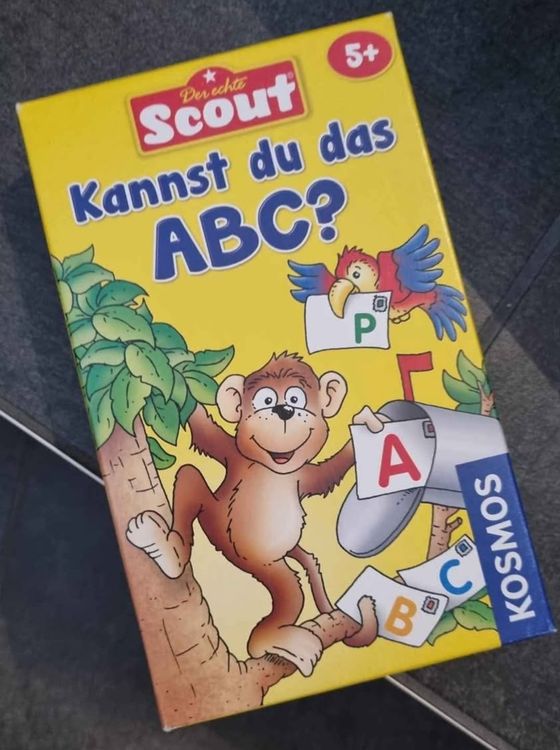 5+
Der echte
Scout®
Kannst du das
ABC?
P
A
B
C
KOSMOS